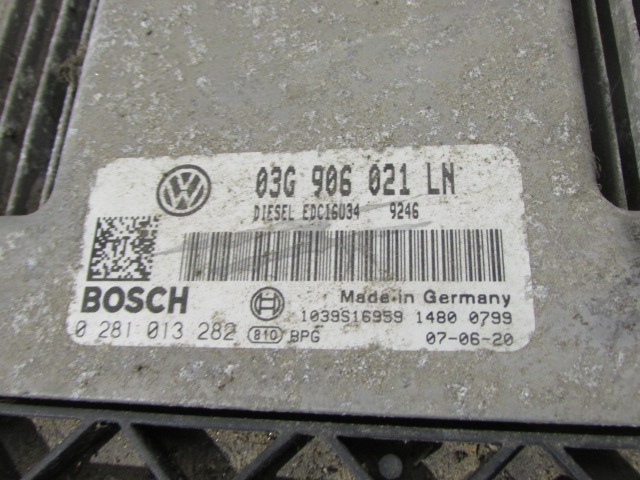 03G 906 021 LN
DIESEL EDC16U34 9246
BOSCH
Made in Germany
0 281 013 282
1039S16959 1480 0799
810 BPG
07-06-20